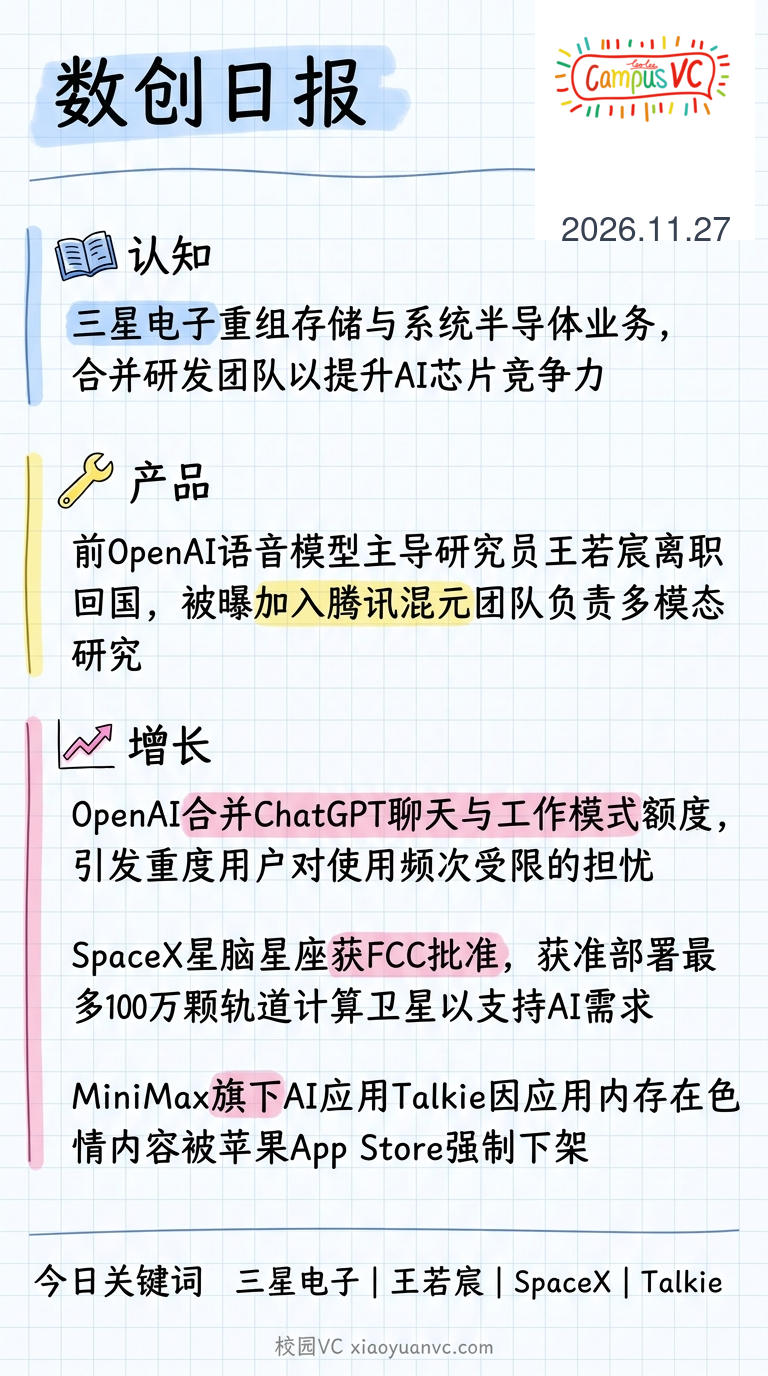 数创日报
Campus VC
2026.11.27
认知
三星电子重组存储与系统半导体业务，
合并研发团队以提升AI芯片竞争力
产品
前OpenAI语音模型主导研究员王若宸离职
回国，被曝加入腾讯混元团队负责多模态
研究
增长
OpenAI合并ChatGPT聊天与工作模式额度，
引发重度用户对使用频次受限的担忧
SpaceX星脑星座获FCC批准，获准部署最
多100万颗轨道计算卫星以支持AI需求
MiniMax旗下AI应用Talkie因应用内存在色
情内容被苹果App Store强制下架
今日关键词 三星电子 | 王若宸 | SpaceX | Talkie
校园VC xiaoyuanvc.com